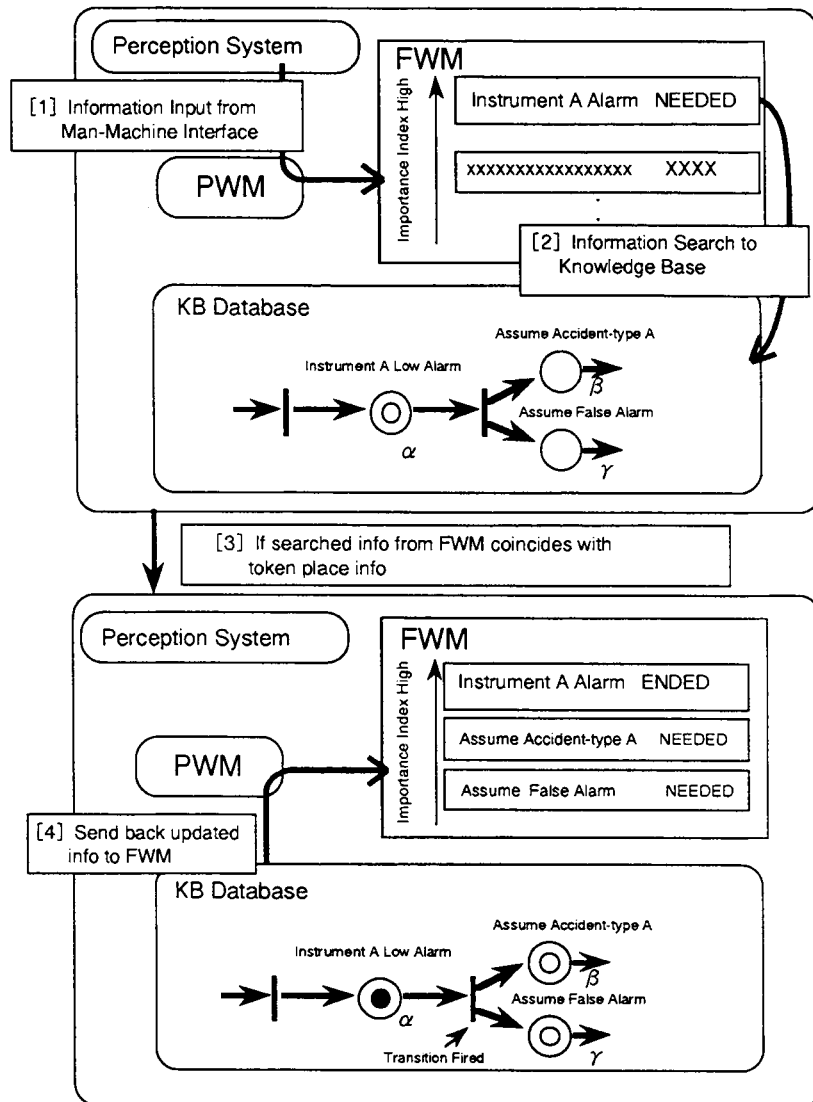 Perception System
FWM
[1] Information Input from
Man-Machine Interface
Importance Index High
Instrument A Alarm NEEDED
xxxxxxxxxxxxxxxxx XXXX
PWM
[2] Information Search to
Knowledge Base
KB Database
Assume Accident-type A
Instrument A Low Alarm
β
Assume False Alarm
α
γ
[3] If searched info from FWM coincides with
token place info
Perception System
FWM
Importance Index High
Instrument A Alarm ENDED
Assume Accident-type A NEEDED
Assume False Alarm NEEDED
PWM
[4] Send back updated
info to FWM
KB Database
Assume Accident-type A
Instrument A Low Alarm
β
Assume False Alarm
α
Transition Fired
γ